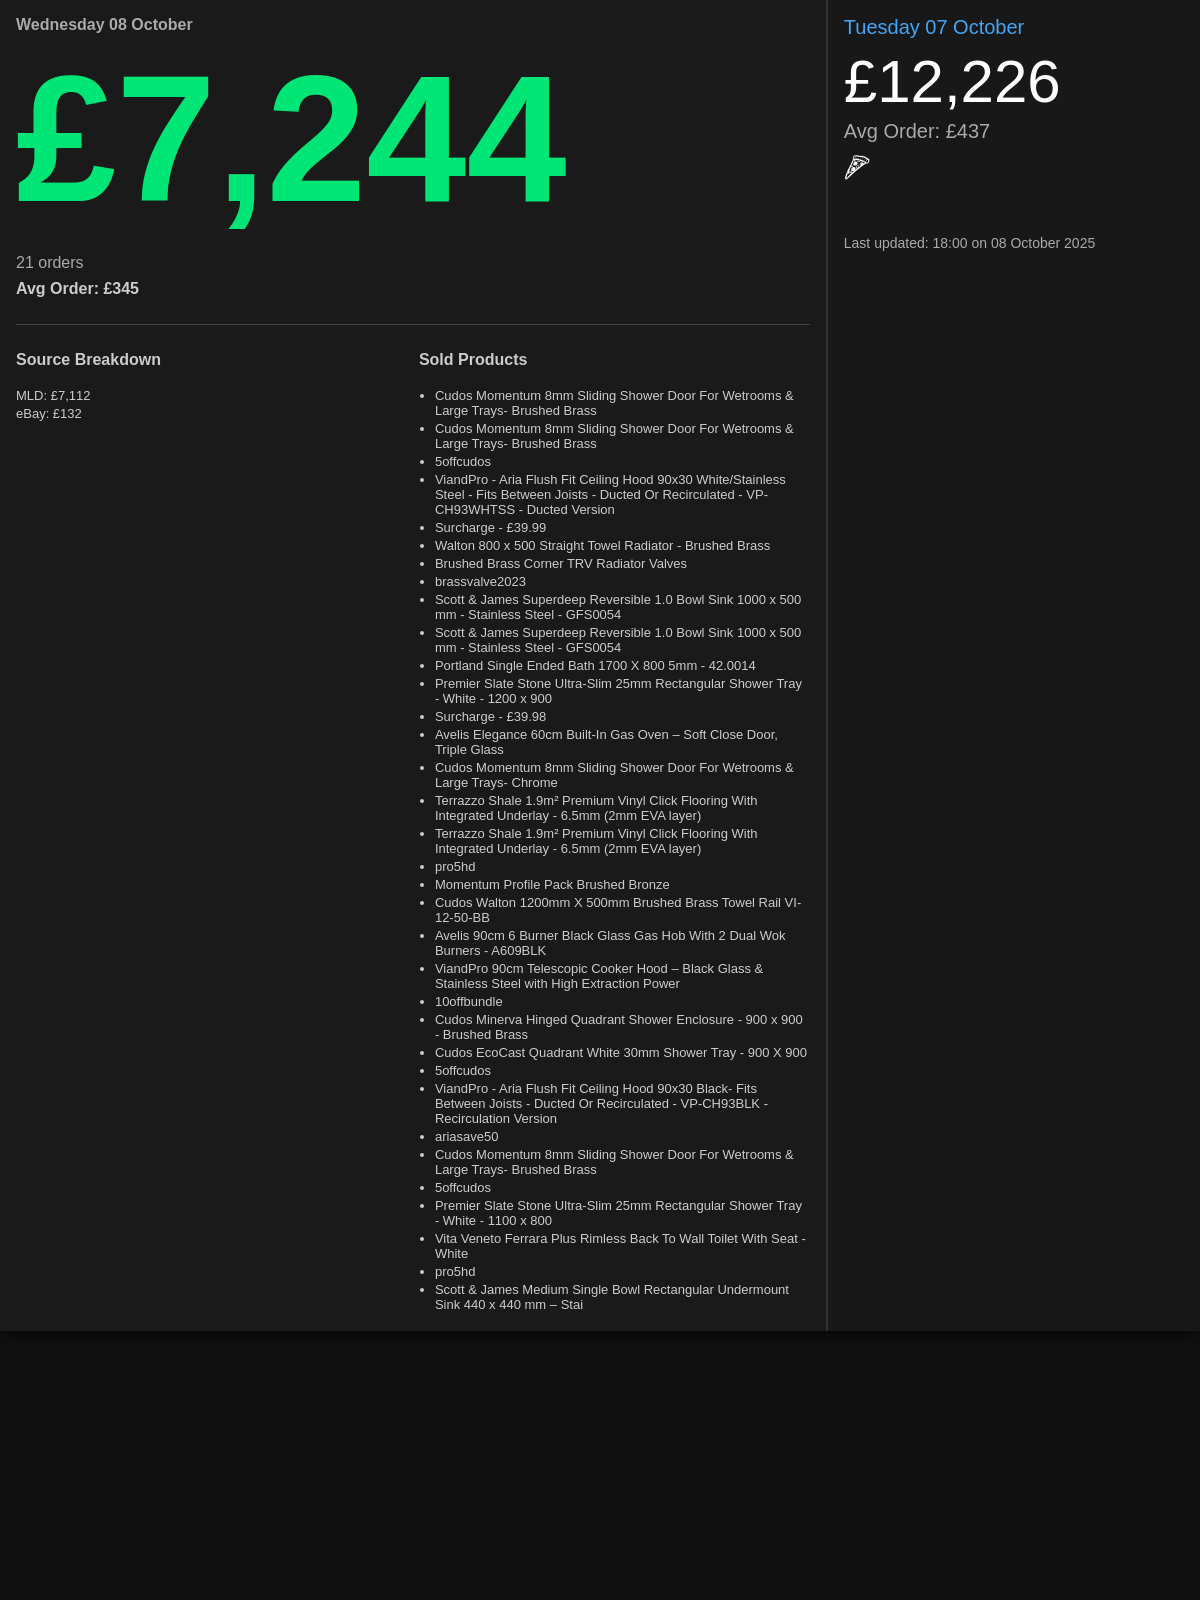 Wednesday 08 October
£7,244
21 orders
Avg Order: £345
Source Breakdown
MLD: £7,112
eBay: £132
Sold Products
Cudos Momentum 8mm Sliding Shower Door For Wetrooms &
Large Trays- Brushed Brass
Cudos Momentum 8mm Sliding Shower Door For Wetrooms &
Large Trays- Brushed Brass
5offcudos
ViandPro - Aria Flush Fit Ceiling Hood 90x30 White/Stainless
Steel - Fits Between Joists - Ducted Or Recirculated - VP-
CH93WHTSS - Ducted Version
Surcharge - £39.99
Walton 800 x 500 Straight Towel Radiator - Brushed Brass
Brushed Brass Corner TRV Radiator Valves
brassvalve2023
Scott & James Superdeep Reversible 1.0 Bowl Sink 1000 x 500
mm - Stainless Steel - GFS0054
Scott & James Superdeep Reversible 1.0 Bowl Sink 1000 x 500
mm - Stainless Steel - GFS0054
Portland Single Ended Bath 1700 X 800 5mm - 42.0014
Premier Slate Stone Ultra-Slim 25mm Rectangular Shower Tray
- White - 1200 x 900
Surcharge - £39.98
Avelis Elegance 60cm Built-In Gas Oven – Soft Close Door,
Triple Glass
Cudos Momentum 8mm Sliding Shower Door For Wetrooms &
Large Trays- Chrome
Terrazzo Shale 1.9m² Premium Vinyl Click Flooring With
Integrated Underlay - 6.5mm (2mm EVA layer)
Terrazzo Shale 1.9m² Premium Vinyl Click Flooring With
Integrated Underlay - 6.5mm (2mm EVA layer)
pro5hd
Momentum Profile Pack Brushed Bronze
Cudos Walton 1200mm X 500mm Brushed Brass Towel Rail VI-
12-50-BB
Avelis 90cm 6 Burner Black Glass Gas Hob With 2 Dual Wok
Burners - A609BLK
ViandPro 90cm Telescopic Cooker Hood – Black Glass &
Stainless Steel with High Extraction Power
10offbundle
Cudos Minerva Hinged Quadrant Shower Enclosure - 900 x 900
- Brushed Brass
Cudos EcoCast Quadrant White 30mm Shower Tray - 900 X 900
5offcudos
ViandPro - Aria Flush Fit Ceiling Hood 90x30 Black- Fits
Between Joists - Ducted Or Recirculated - VP-CH93BLK -
Recirculation Version
ariasave50
Cudos Momentum 8mm Sliding Shower Door For Wetrooms &
Large Trays- Brushed Brass
5offcudos
Premier Slate Stone Ultra-Slim 25mm Rectangular Shower Tray
- White - 1100 x 800
Vita Veneto Ferrara Plus Rimless Back To Wall Toilet With Seat -
White
pro5hd
Scott & James Medium Single Bowl Rectangular Undermount
Sink 440 x 440 mm – Stai
Tuesday 07 October
£12,226
Avg Order: £437
Last updated: 18:00 on 08 October 2025